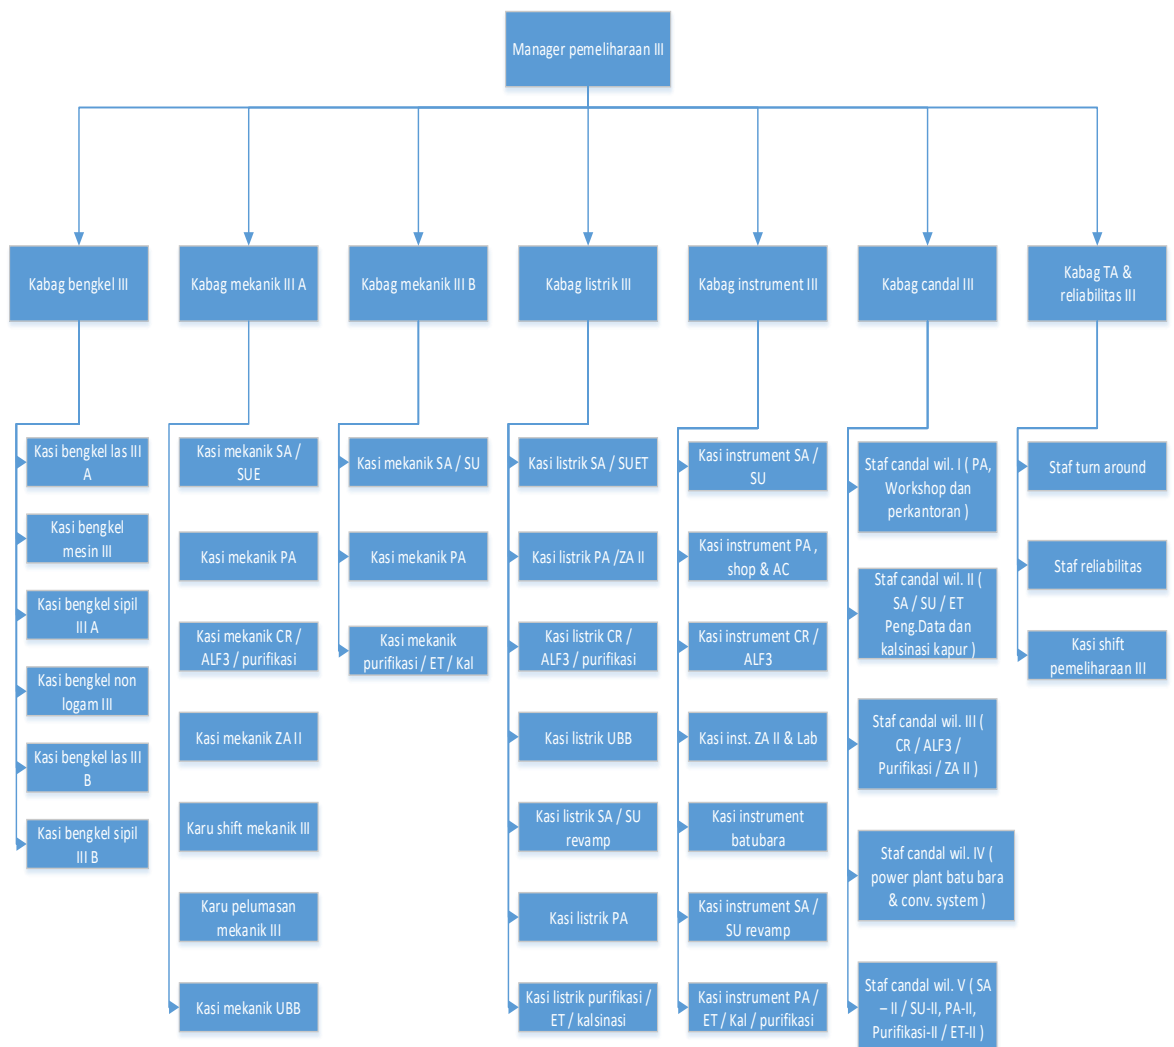 Manager pemeliharaan III
Kabag bengkel III
Kabag mekanik III A
Kabag mekanik III B
Kabag listrik III
Kabag instrument III
Kabag candal III
Kabag TA &
reliabilitas III
Kasi bengkel las III
A
Kasi bengkel
mesin III
Kasi bengkel sipil
III A
Kasi bengkel non
logam III
Kasi bengkel las III
B
Kasi bengkel sipil
III B
Kasi mekanik SA /
SUE
Kasi mekanik PA
Kasi mekanik CR /
ALF3 / purifikasi
Kasi mekanik ZA II
Karu shift mekanik III
Karu pelumasan
mekanik III
Kasi mekanik UBB
Kasi mekanik SA / SU
Kasi mekanik PA
Kasi mekanik
purifikasi / ET / Kal
Kasi listrik SA / SUET
Kasi listrik PA /ZA II
Kasi listrik CR /
ALF3 / purifikasi
Kasi listrik UBB
Kasi listrik SA / SU
revamp
Kasi listrik PA
Kasi listrik purifikasi /
ET / kalsinasi
Kasi instrument SA /
SU
Kasi instrument PA ,
shop & AC
Kasi instrument CR /
ALF3
Kasi inst. ZA II & Lab
Kasi instrument
batubara
Kasi instrument SA /
SU revamp
Kasi instrument PA /
ET / Kal / purifikasi
Staf candal wil. I ( PA,
Workshop dan
perkantoran )
Staf candal wil. II (
SA / SU / ET
Peng.Data dan
kalsinasi kapur )
Staf candal wil. III (
CR / ALF3 /
Purifikasi / ZA II )
Staf candal wil. IV (
power plant batu bara
& conv. system )
Staf candal wil. V ( SA
– II / SU-II, PA-II,
Purifikasi-II / ET-II )
Staf turn around
Staf reliabilitas
Kasi shift
pemeliharaan III